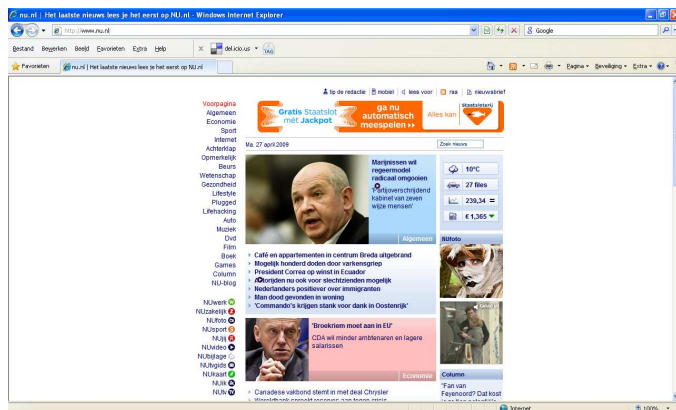 nu.nl | Het laatste nieuws lees je het eerst op NU.nl - Windows Internet Explorer
http://www.nu.nl
Google
Bestand Bewerken Beeld Favorieten Extra Help
del.icio.us
TAG
Favorieten
nu.nl | Het laatste nieuws lees je het eerst op NU.nl
Pagina Beveiliging Extra
tip de redactie | mobiel | lees voor | rss | nieuwsbrief
Voorpagina
Algemeen
Economie
Sport
Internet
Achterklap
Opmerkelijk
Beurs
Wetenschap
Gezondheid
Lifestyle
Plugged
Lifehacking
Auto
Muziek
Dvd
Film
Boek
Games
Column
NU-blog
NUwerk
NUzakelijk
NUfoto
NUsport
NUjij
NUvideo
NUbijlage
NUtvgids
NUkaart
NUlik
NUtv
Gratis Staatslot
mét Jackpot
ga nu
automatisch
meespelen
Alles kan
Staatsloterij
Ma. 27 april 2009
Zoek nieuws
Marijnissen wil
regeermodel
radicaal omgooien
'Partijoverschrijdend
kabinet van zeven
wijze mensen'
Algemeen
10°C
27 files
239,34 =
€ 1,365
Café en appartementen in centrum Breda uitgebrand
Mogelijk honderd doden door varkensgriep
President Correa op winst in Ecuador
Autorijden nu ook voor slechtzienden mogelijk
Nederlanders positiever over immigranten
Man dood gevonden in woning
'Commando's krijgen stank voor dank in Oostenrijk'
NUfoto
'Broekriem moet aan in EU'
CDA wil minder ambtenaren en lagere
salarissen
Economie
Canadese vakbond stemt in met deal Chrysler
Column
"Fan van
Feyenoord? Dat kost
Internet
100%